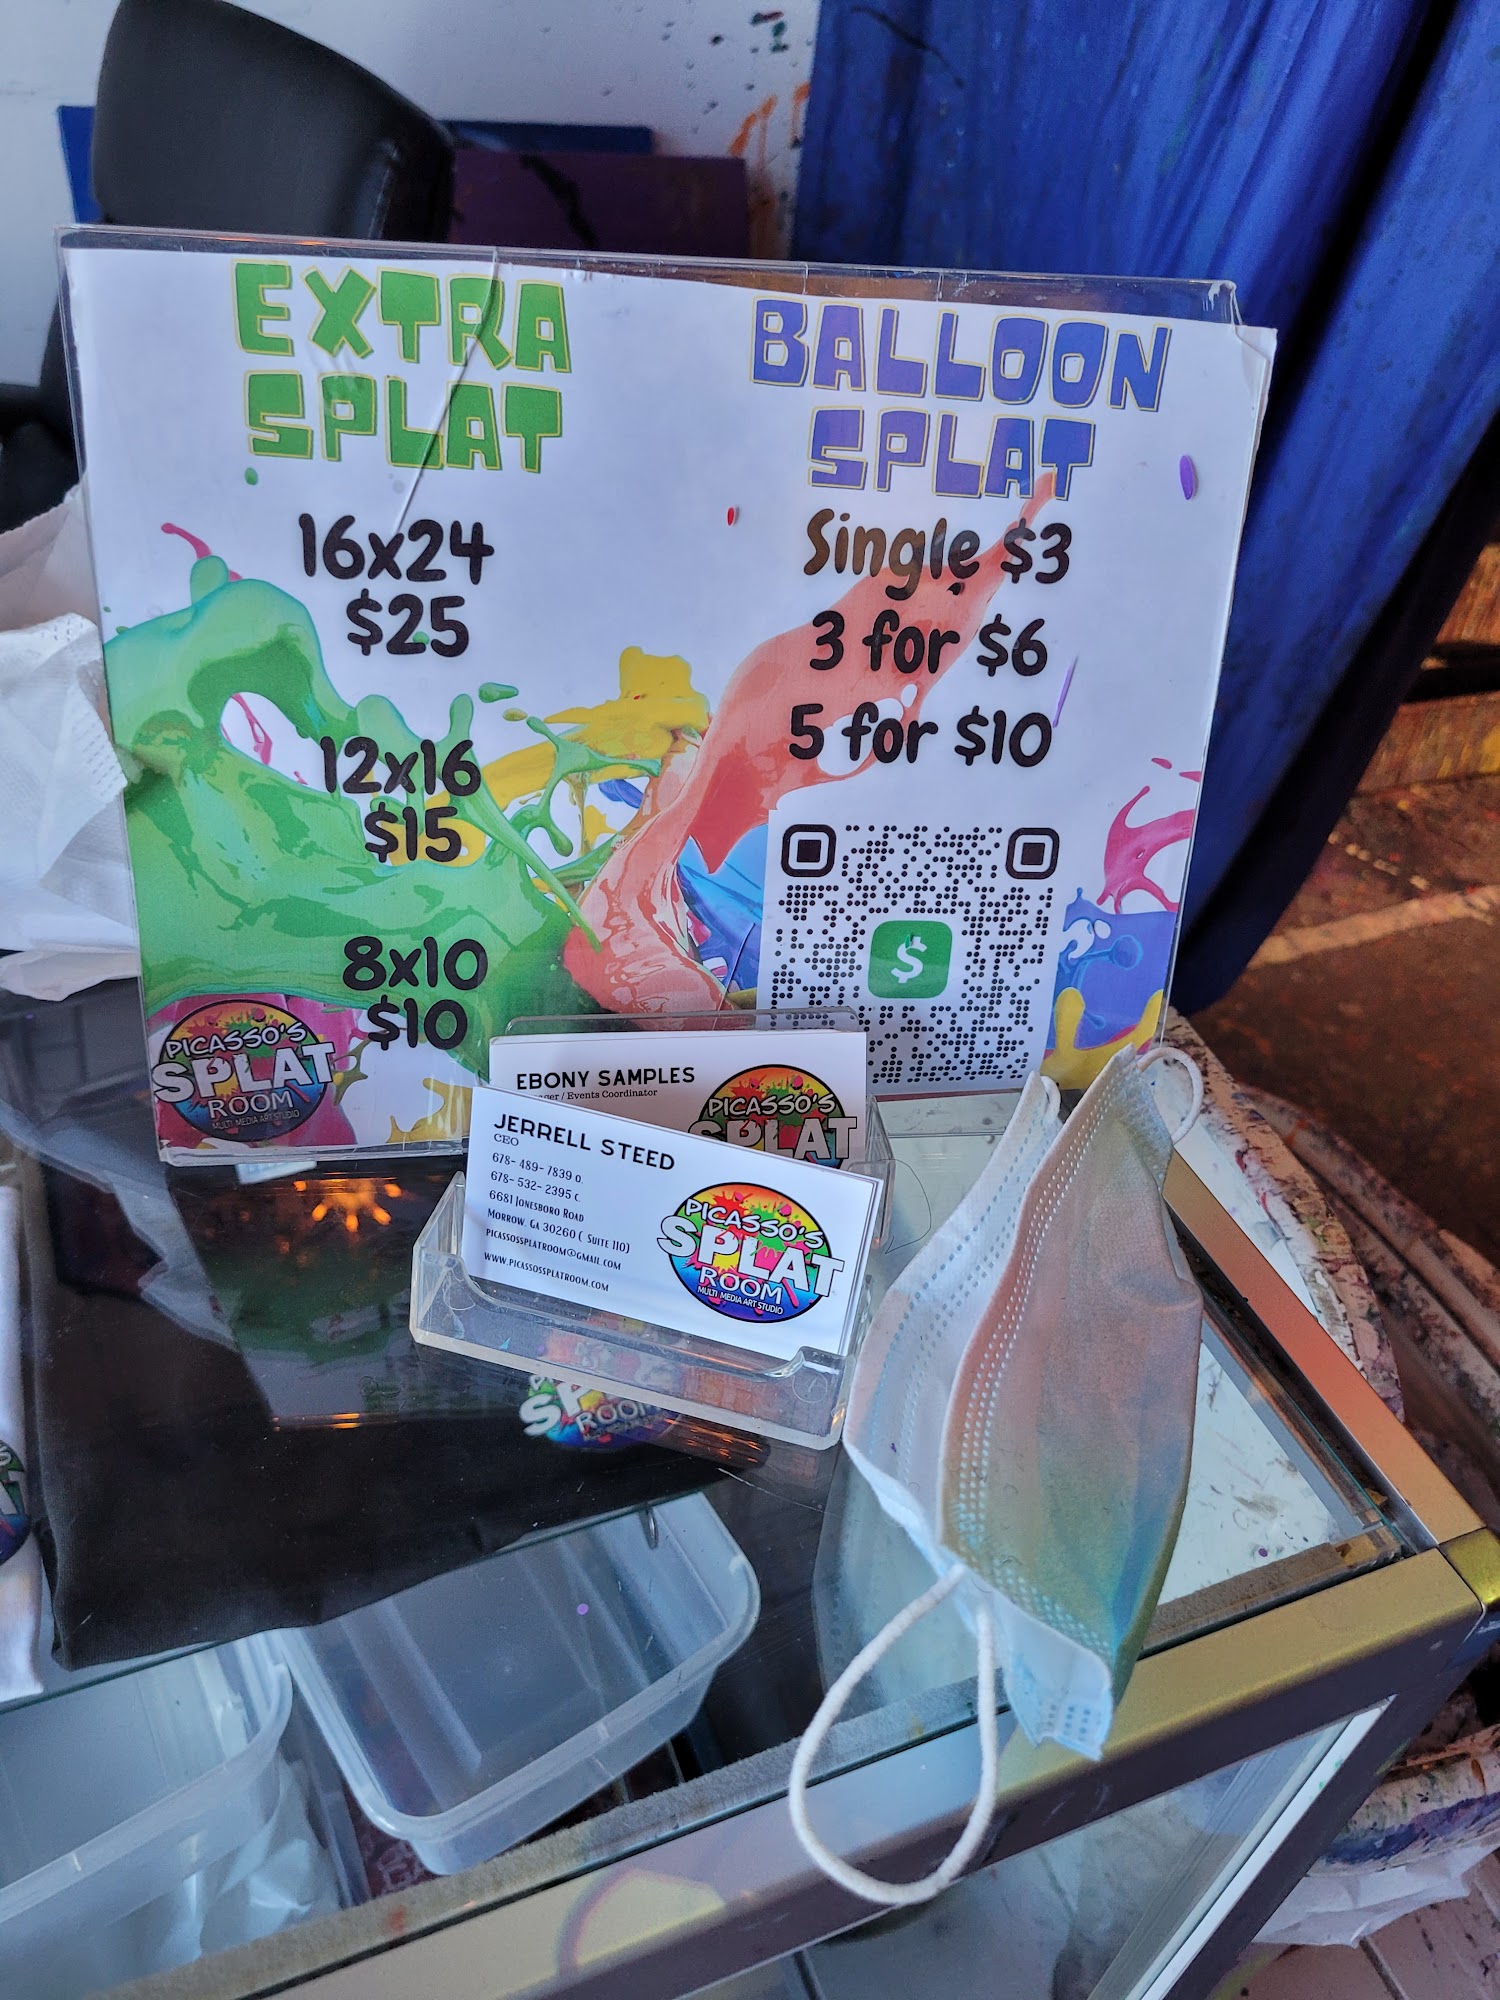 EXTRA
SPLAT
16x24
$25
12x16
$15
8x10
$10
BALLOON
SPLAT
Single $3
3 for $6
5 for $10
$
PICASSO'S
SPLAT
ROOM
MULTI MEDIA ART STUDIO
EBONY SAMPLES
Events Coordinator
PICASSO'S
SPLAT
JERRELL STEED
CEO
678-489-7839 O.
678-532-2395 C.
6681 JONESBORO ROAD
MORROW, GA 30260 ( SUITE 110)
PICASSOSSPLATROOM@GMAIL.COM
WWW.PICASSOSSPLATROOM.COM
PICASSO'S
SPLAT
ROOM
MULTI MEDIA ART STUDIO
SPLAT
ROOM